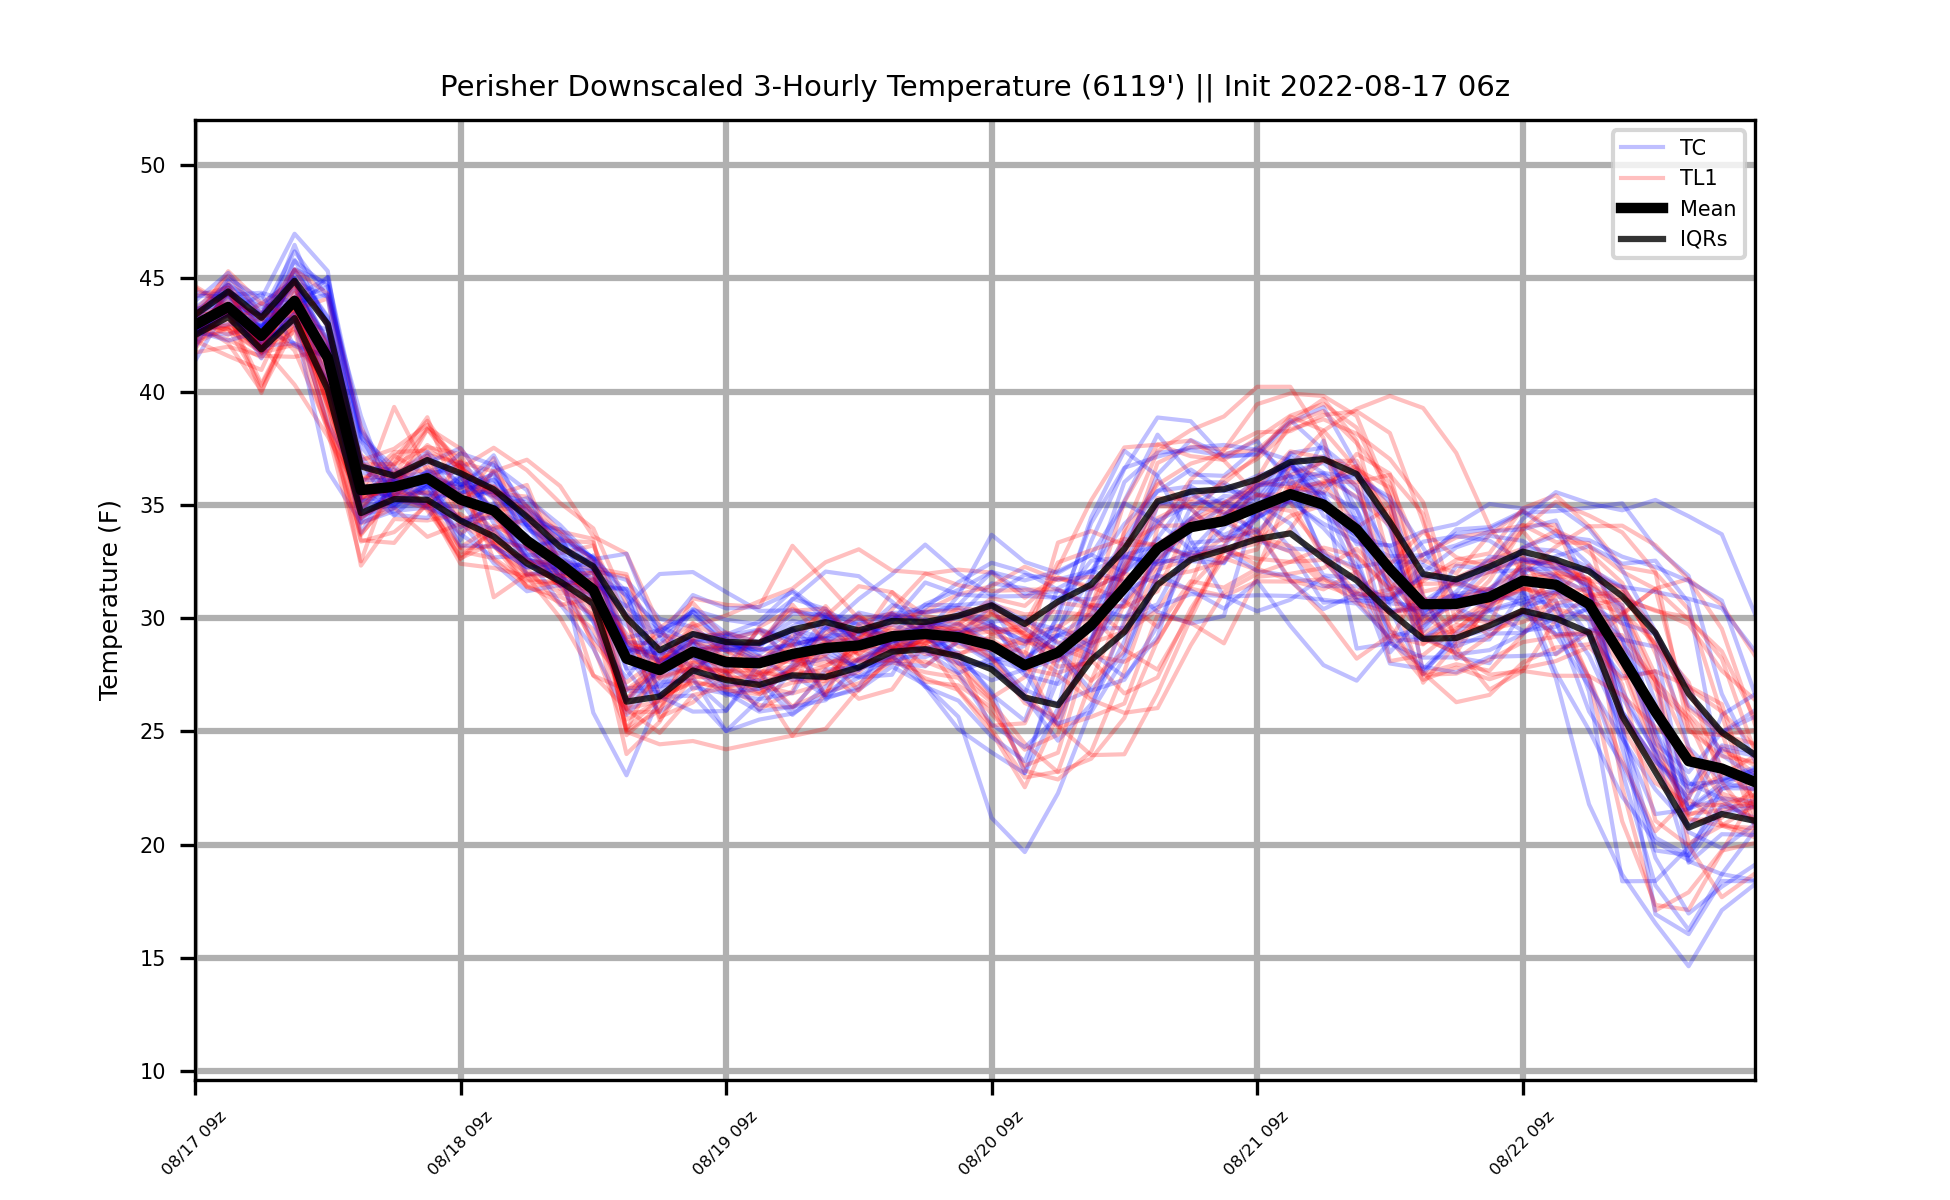 Perisher Downscaled 3-Hourly Temperature (6119') || Init 2022-08-17 06z
TC
TL1
Mean
IQRs
Temperature (F)
50
45
40
35
30
25
20
15
10
08/17 09z
08/18 09z
08/19 09z
08/20 09z
08/21 09z
08/22 09z